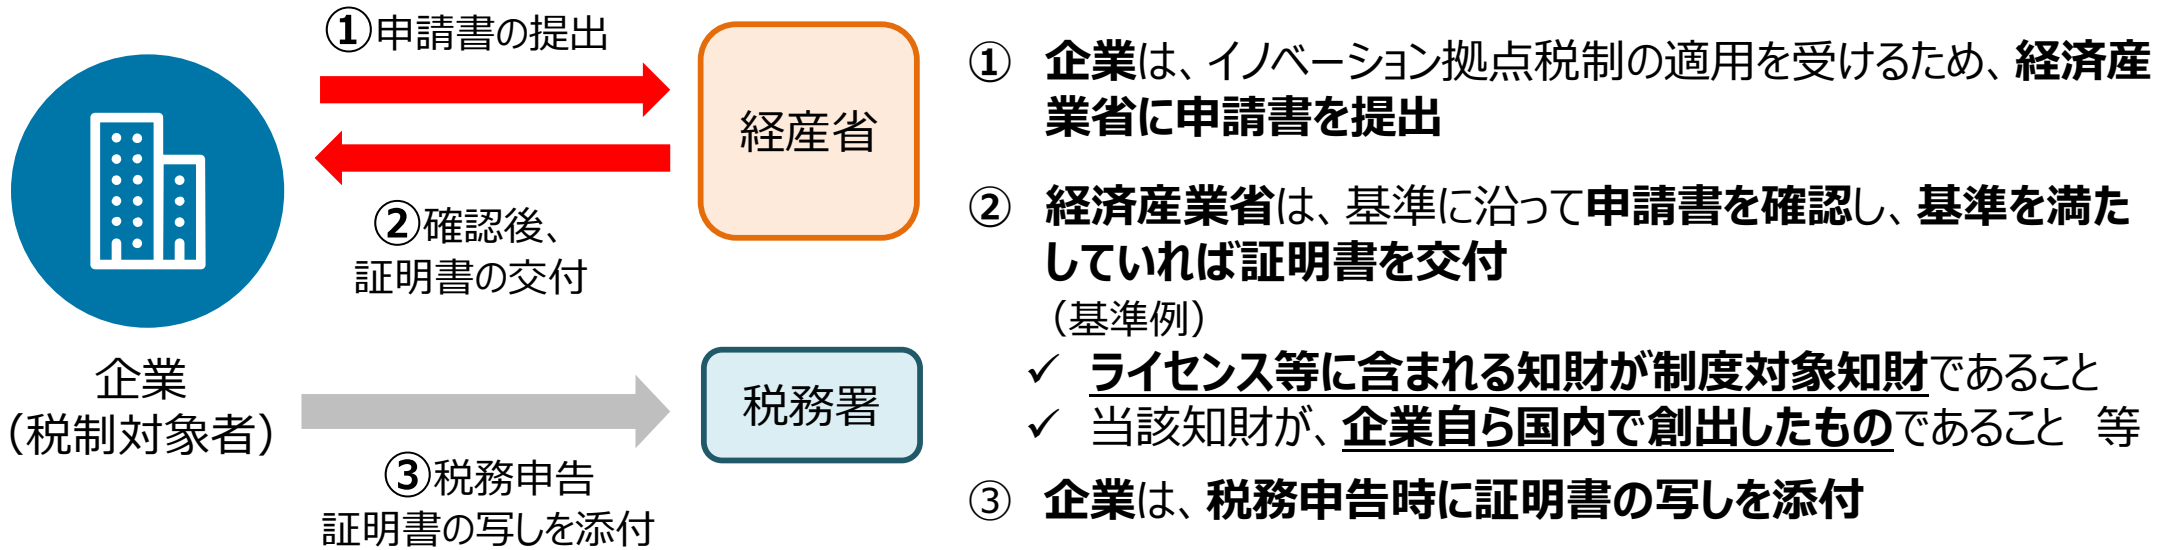 ①申請書の提出
経産省
②確認後、
証明書の交付
企業
（税制対象者）
税務署
③税務申告
証明書の写しを添付
① 企業は、イノベーション拠点税制の適用を受けるため、経済産
業省に申請書を提出
② 経済産業省は、基準に沿って申請書を確認し、基準を満た
していれば証明書を交付
（基準例）
✓ ライセンス等に含まれる知財が制度対象知財であること
✓ 当該知財が、企業自ら国内で創出したものであること　等
③ 企業は、税務申告時に証明書の写しを添付